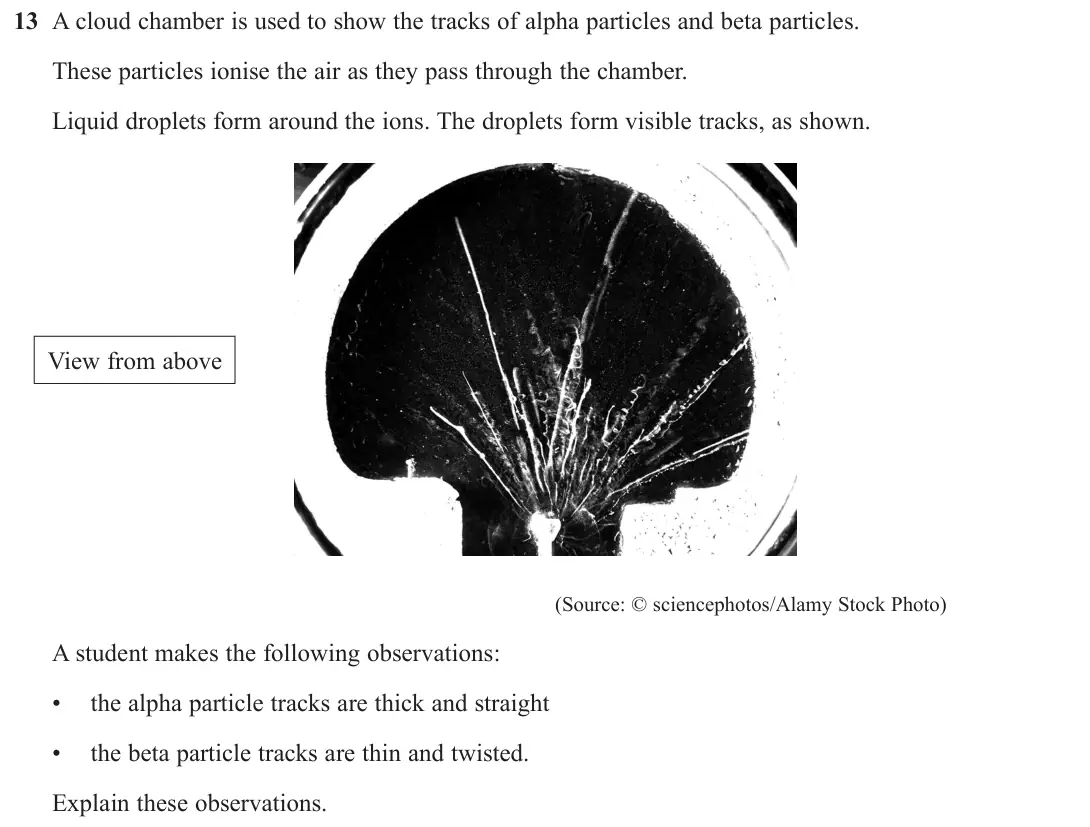 13 A cloud chamber is used to show the tracks of alpha particles and beta particles.
These particles ionise the air as they pass through the chamber.
Liquid droplets form around the ions. The droplets form visible tracks, as shown.
View from above
(Source: © sciencephotos/Alamy Stock Photo)
A student makes the following observations:
• the alpha particle tracks are thick and straight
• the beta particle tracks are thin and twisted.
Explain these observations.